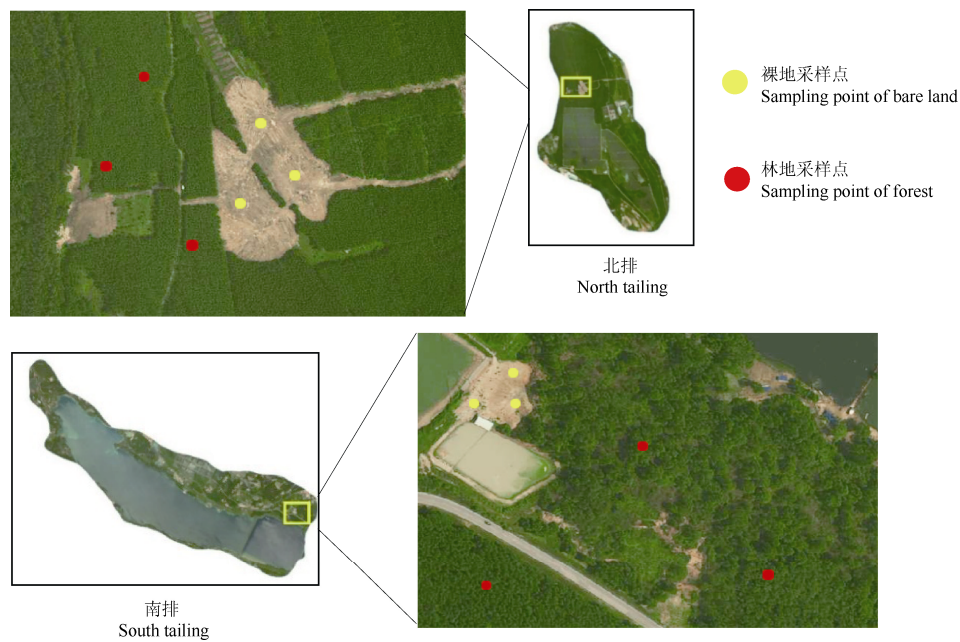 裸地采样点
Sampling point of bare land
林地采样点
Sampling point of forest
北排
North tailing
南排
South tailing